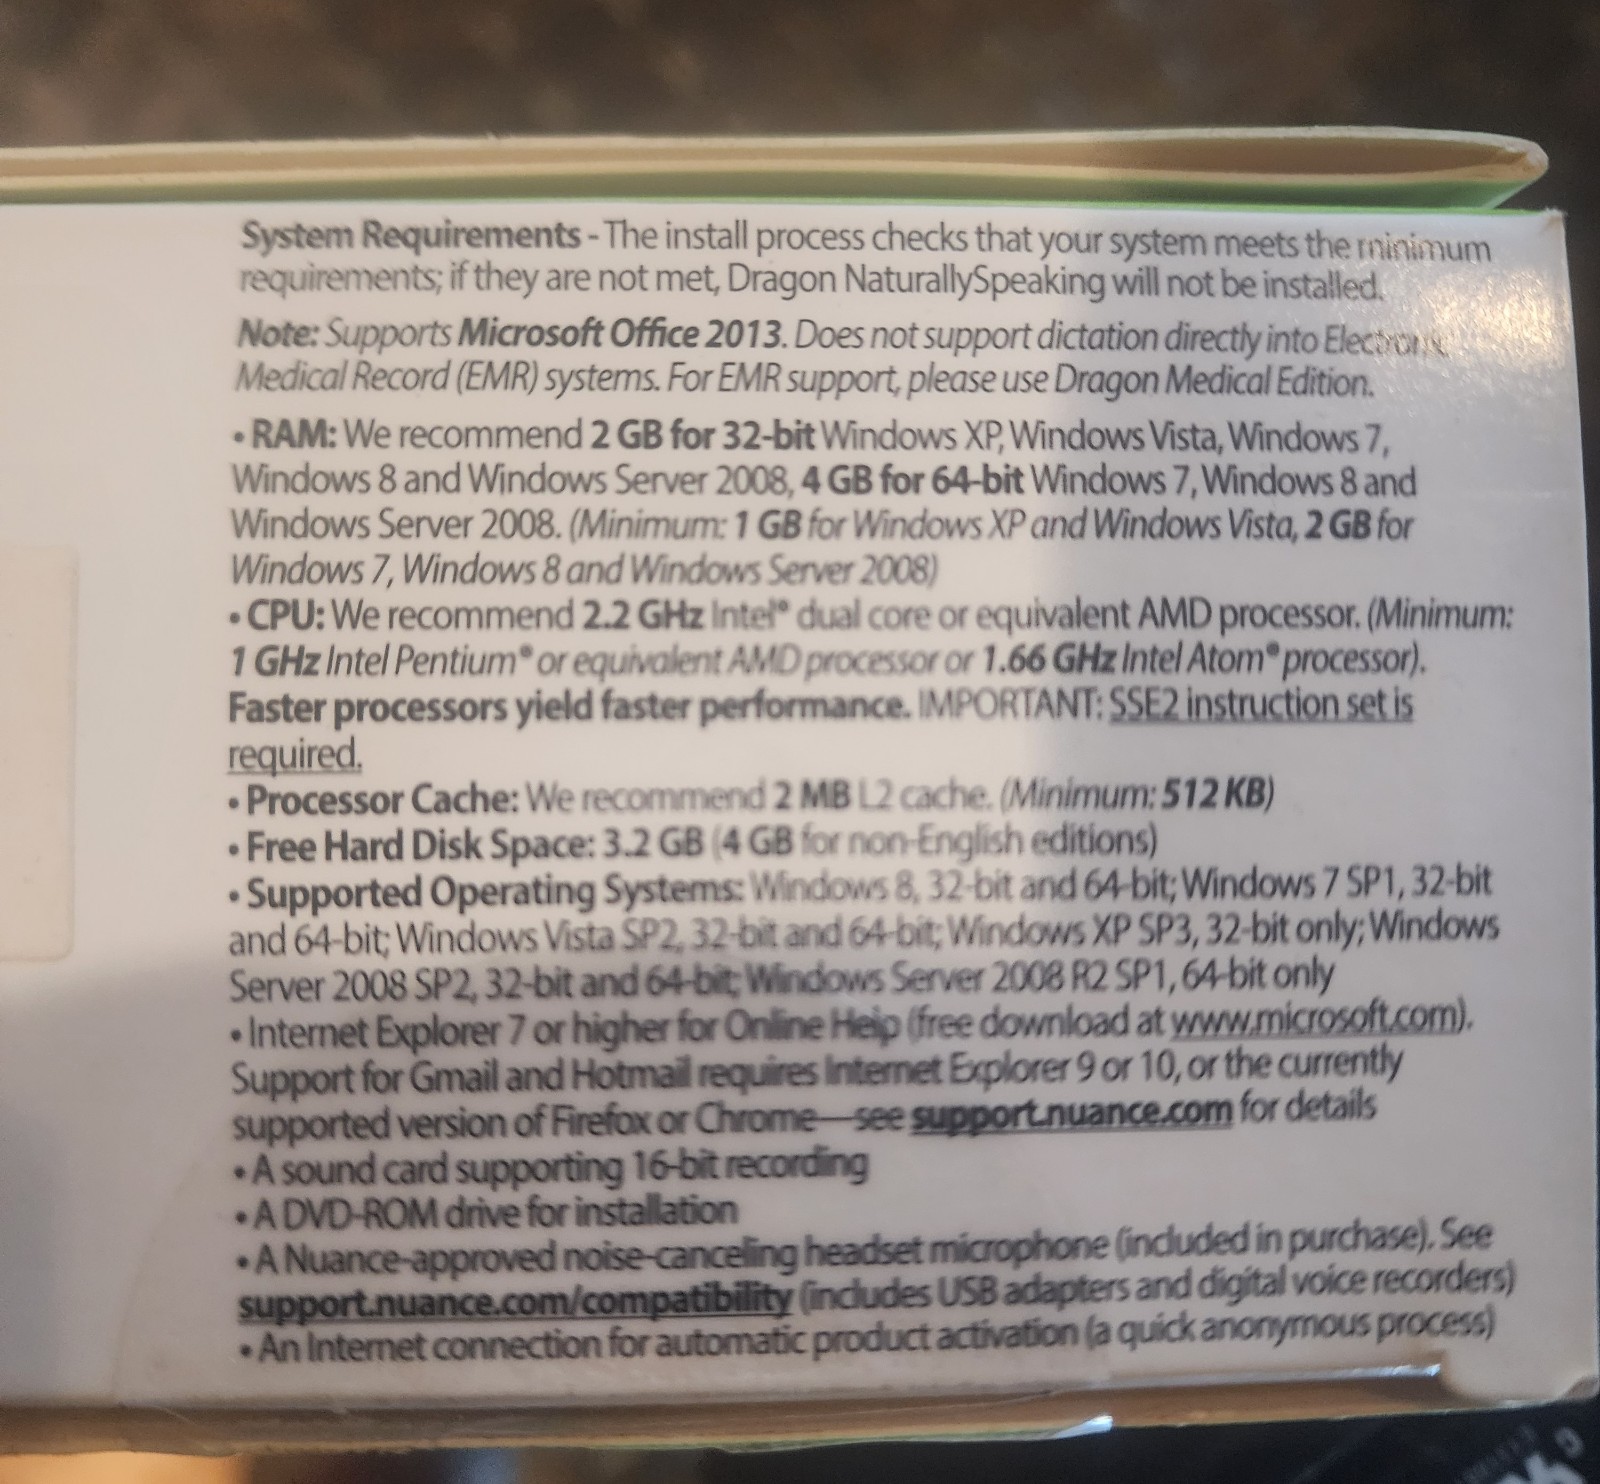 System Requirements - The install process checks that your system meets the minimum
requirements; if they are not met, Dragon NaturallySpeaking will not be installed.
Note: Supports Microsoft Office 2013. Does not support dictation directly into Electronic
Medical Record (EMR) systems. For EMR support, please use Dragon Medical Edition.
• RAM: We recommend 2 GB for 32-bit Windows XP, Windows Vista, Windows 7,
Windows 8 and Windows Server 2008, 4 GB for 64-bit Windows 7, Windows 8 and
Windows Server 2008. (Minimum: 1 GB for Windows XP and Windows Vista, 2 GB for
Windows 7, Windows 8 and Windows Server 2008)
• CPU: We recommend 2.2 GHz Intel® dual core or equivalent AMD processor. (Minimum:
1 GHz Intel Pentium® or equivalent AMD processor or 1.66 GHz Intel Atom® processor).
Faster processors yield faster performance. IMPORTANT: SSE2 instruction set is
required.
• Processor Cache: We recommend 2 MB L2 cache. (Minimum: 512 KB)
• Free Hard Disk Space: 3.2 GB (4 GB for non-English editions)
• Supported Operating Systems: Windows 8, 32-bit and 64-bit; Windows 7 SP1, 32-bit
and 64-bit; Windows Vista SP2, 32-bit and 64-bit; Windows XP SP3, 32-bit only; Windows
Server 2008 SP2, 32-bit and 64-bit; Windows Server 2008 R2 SP1, 64-bit only
• Internet Explorer 7 or higher for Online Help (free download at www.microsoft.com).
Support for Gmail and Hotmail requires Internet Explorer 9 or 10, or the currently
supported version of Firefox or Chrome—see support.nuance.com for details
• A sound card supporting 16-bit recording
• A DVD-ROM drive for installation
• A Nuance-approved noise-canceling headset microphone (included in purchase). See
support.nuance.com/compatibility (includes USB adapters and digital voice recorders)
• An Internet connection for automatic product activation (a quick anonymous process)